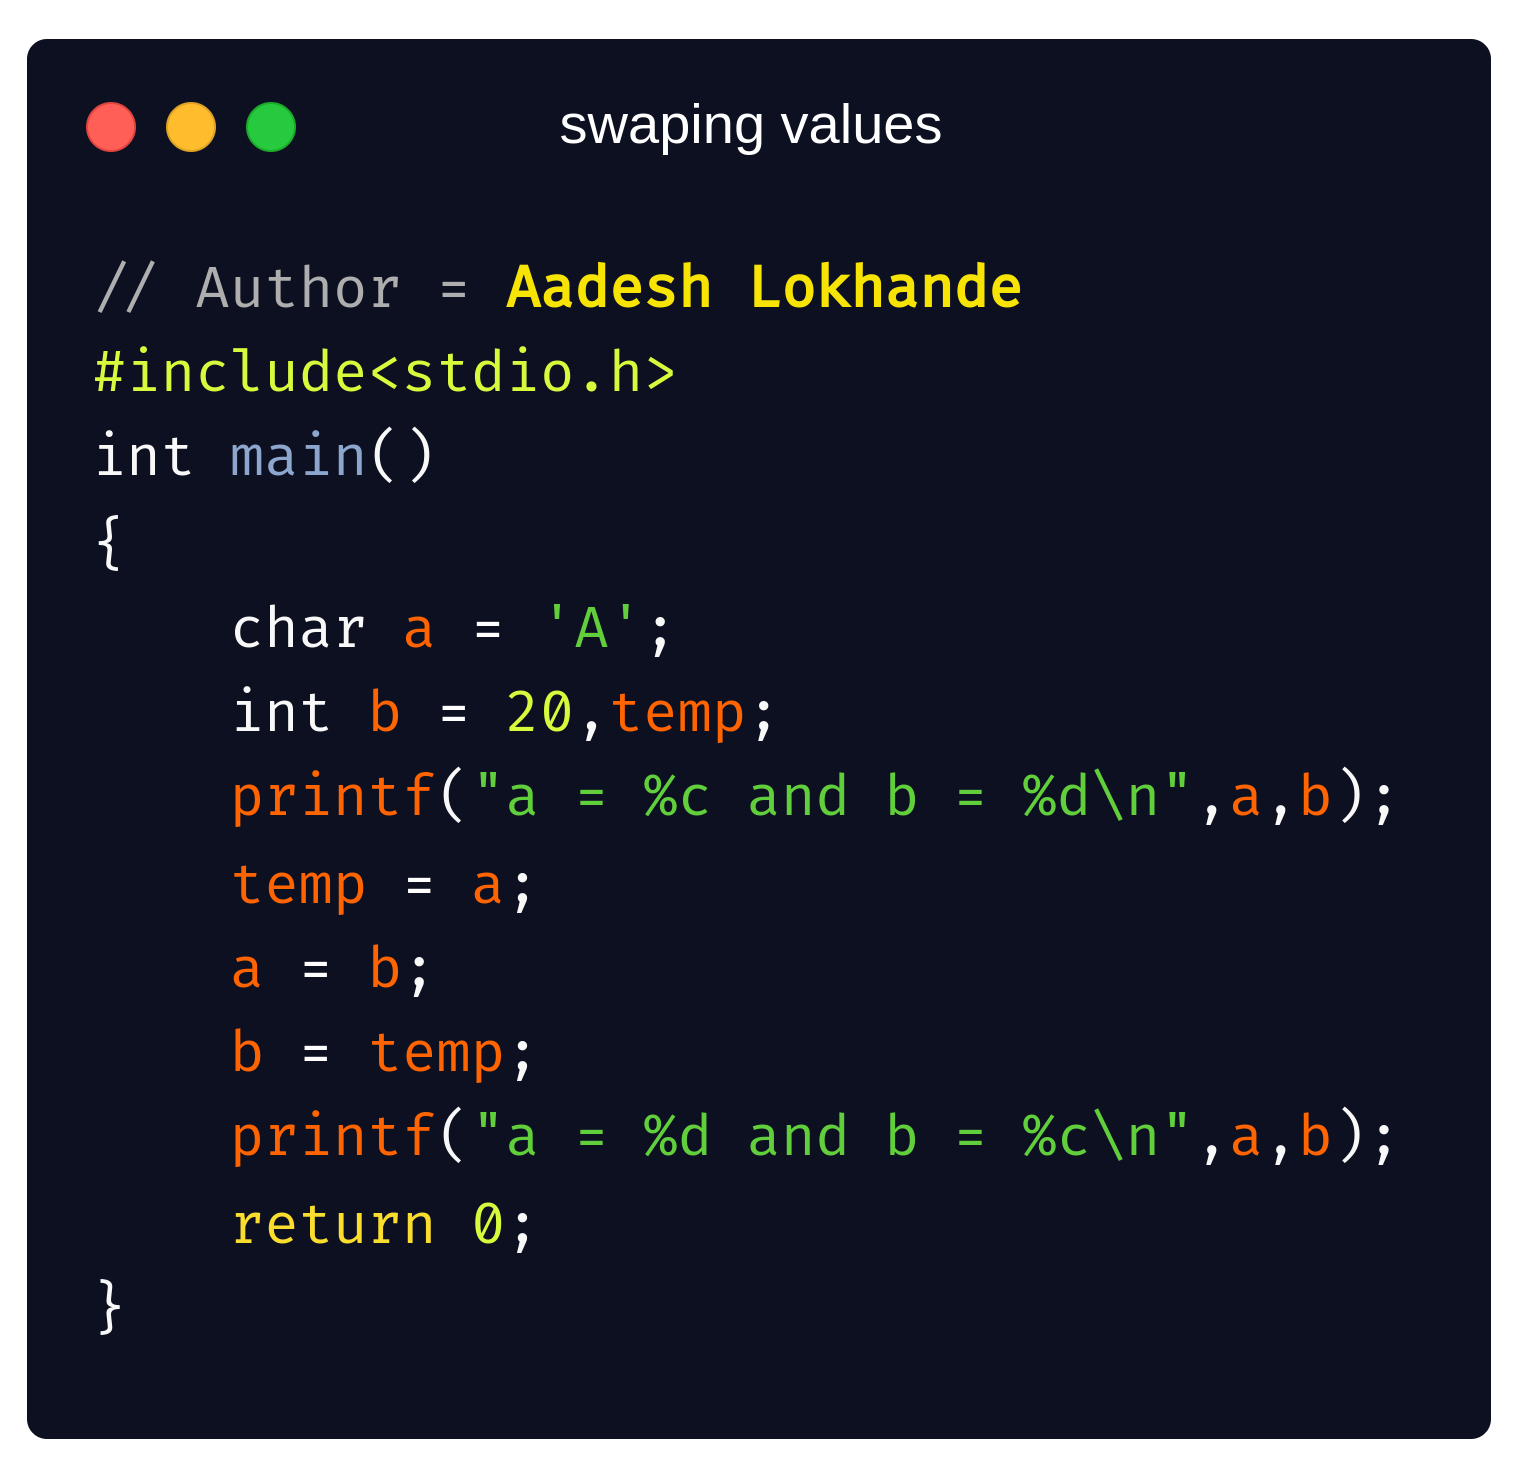 swaping values
// Author = Aadesh Lokhande
#include<stdio.h>
int main()
{
    char a = 'A';
    int b = 20,temp;
    printf("a = %c and b = %d\n",a,b);
    temp = a;
    a = b;
    b = temp;
    printf("a = %d and b = %c\n",a,b);
    return 0;
}